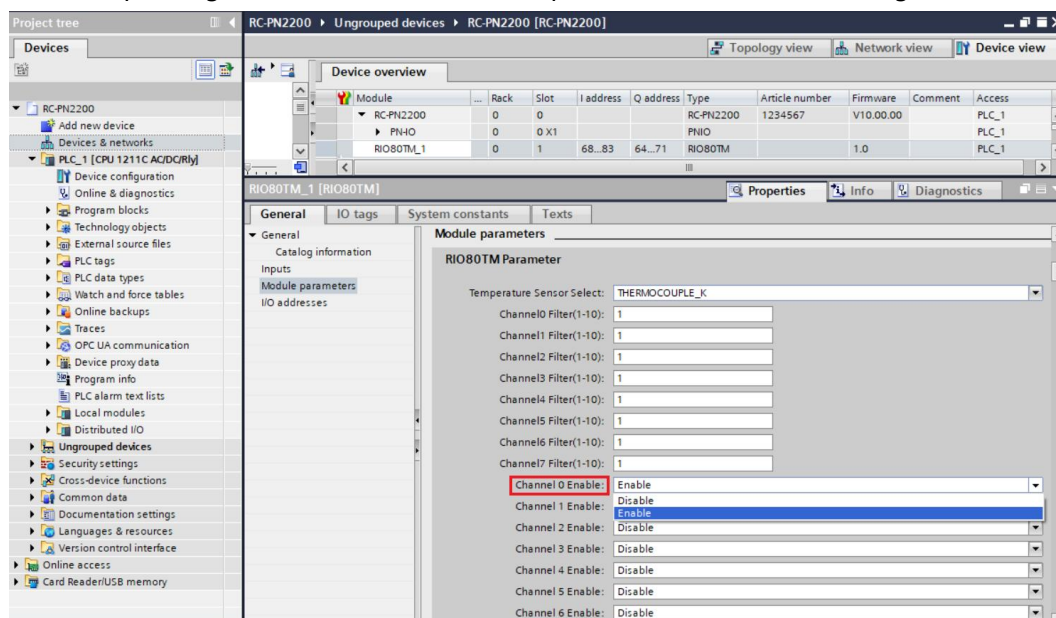 Project tree
RC-PN2200 ▸ Ungrouped devices ▸ RC-PN2200 [RC-PN2200]
Devices
Topology view
Network view
Device view
Device overview
Module ... Rack Slot I address Q address Type Article number Firmware Comment Access
RC-PN2200 0 0 RC-PN2200 1234567 V10.00.00 PLC_1
PN-IO 0 0 X1 PNIO PLC_1
RIO80TM_1 0 1 68...83 64...71 RIO80TM 1.0 PLC_1
RC-PN2200
Add new device
Devices & networks
PLC_1 [CPU 1211C AC/DC/Rly]
Device configuration
Online & diagnostics
Program blocks
Technology objects
External source files
PLC tags
PLC data types
Watch and force tables
Online backups
Traces
OPC UA communication
Device proxy data
Program info
PLC alarm text lists
Local modules
Distributed I/O
Ungrouped devices
Security settings
Cross-device functions
Common data
Documentation settings
Languages & resources
Version control interface
Online access
Card Reader/USB memory
RIO80TM_1 [RIO80TM]
Properties
Info
Diagnostics
General
IO tags
System constants
Texts
General
Catalog information
Inputs
Module parameters
I/O addresses
Module parameters
RIO80TM Parameter
Temperature Sensor Select: THERMOCOUPLE_K
Channel0 Filter(1-10): 1
Channel1 Filter(1-10): 1
Channel2 Filter(1-10): 1
Channel3 Filter(1-10): 1
Channel4 Filter(1-10): 1
Channel5 Filter(1-10): 1
Channel6 Filter(1-10): 1
Channel7 Filter(1-10): 1
Channel 0 Enable: Enable
Disable
Channel 1 Enable:
Enable
Channel 2 Enable: Disable
Channel 3 Enable: Disable
Channel 4 Enable: Disable
Channel 5 Enable: Disable
Channel 6 Enable: Disable